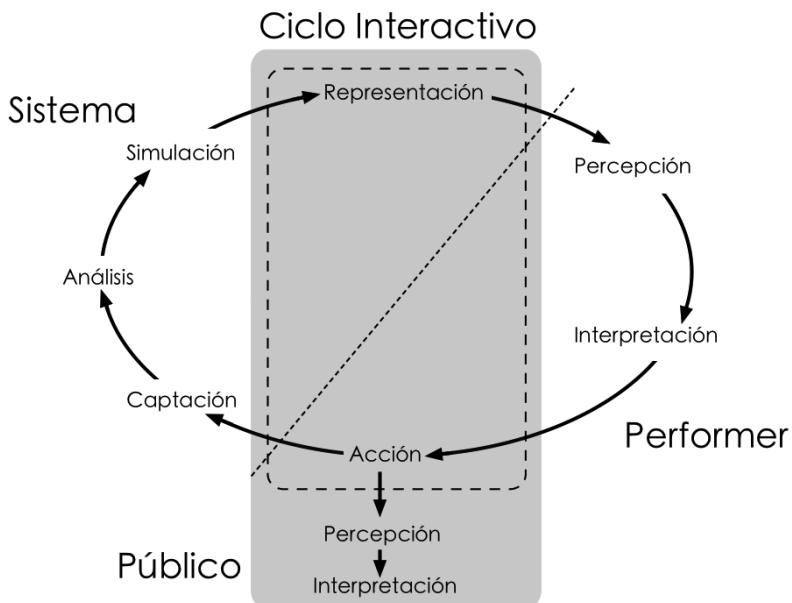 Ciclo Interactivo
Sistema
Representación
Simulación
Percepción
Análisis
Interpretación
Captación
Performer
Acción
Percepción
Público
Interpretación